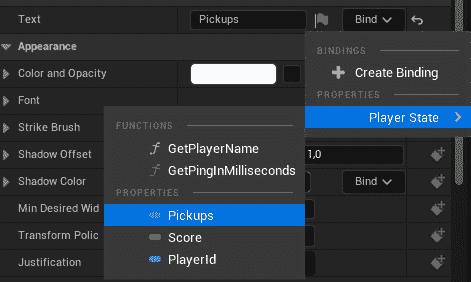 Text
Pickups
Bind
Appearance
BINDINGS
Create Binding
PROPERTIES
Player State
Color and Opacity
Font
Strike Brush
Shadow Offset
1,0
Shadow Color
Bind
Min Desired Wid
Transform Polic
Justification
FUNCTIONS
GetPlayerName
GetPingInMilliseconds
PROPERTIES
Pickups
Score
PlayerId